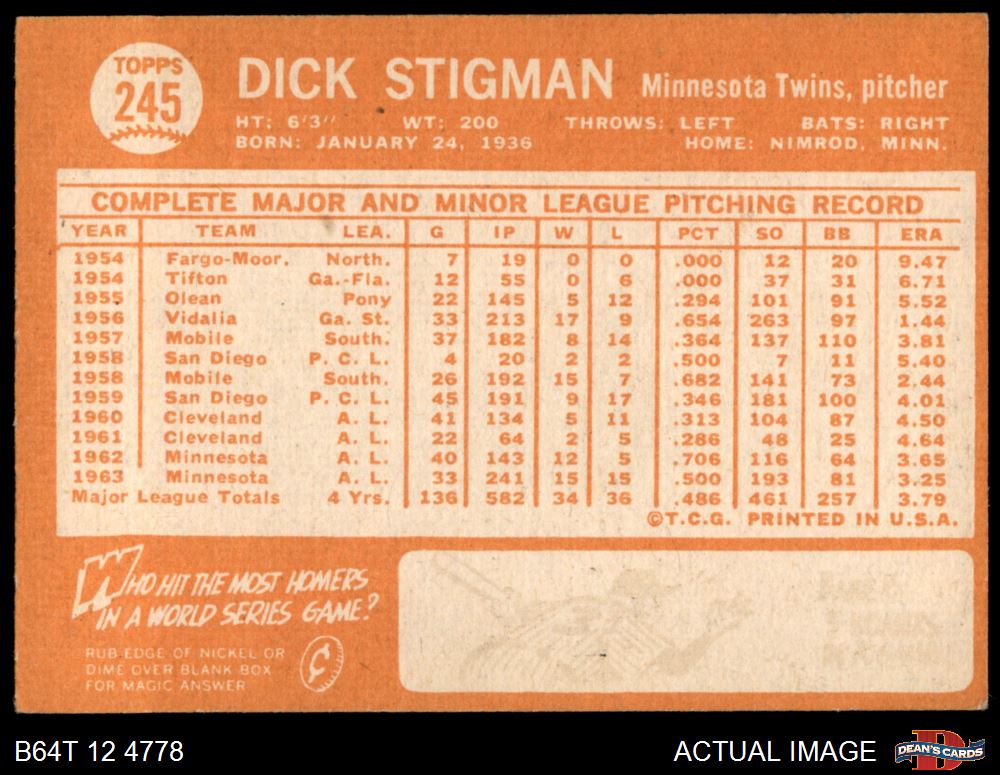 TOPPS
245
DICK STIGMAN Minnesota Twins, pitcher
HT: 6'3" WT: 200 THROWS: LEFT BATS: RIGHT
BORN: JANUARY 24, 1936 HOME: NIMROD, MINN.
COMPLETE MAJOR AND MINOR LEAGUE PITCHING RECORD
YEAR TEAM LEA. G IP W L PCT SO BB ERA
1954 Fargo-Moor. North. 7 19 0 0 .000 12 20 9.47
1954 Tifton Ga.-Fla. 12 55 0 6 .000 37 31 6.71
1955 Olean Pony 22 145 5 12 .294 101 91 5.52
1956 Vidalia Ga. St. 33 213 17 9 .654 263 97 1.44
1957 Mobile South. 37 182 8 14 .364 137 110 3.81
1958 San Diego P. C. L. 4 20 2 2 .500 7 11 5.40
1958 Mobile South. 26 192 15 7 .682 141 73 2.44
1959 San Diego P. C. L. 45 191 9 17 .346 181 100 4.01
1960 Cleveland A. L. 41 134 5 11 .313 104 87 4.50
1961 Cleveland A. L. 22 64 2 5 .286 48 25 4.64
1962 Minnesota A. L. 40 143 12 5 .706 116 64 3.65
1963 Minnesota A. L. 33 241 15 15 .500 193 81 3.25
Major League Totals 4 Yrs. 136 582 34 36 .486 461 257 3.79
©T.C.G. PRINTED IN U.S.A.
WHO HIT THE MOST HOMERS
IN A WORLD SERIES GAME?
RUB EDGE OF NICKEL OR
DIME OVER BLANK BOX
FOR MAGIC ANSWER
B64T 12 4778 ACTUAL IMAGE DEAN'S CARDS